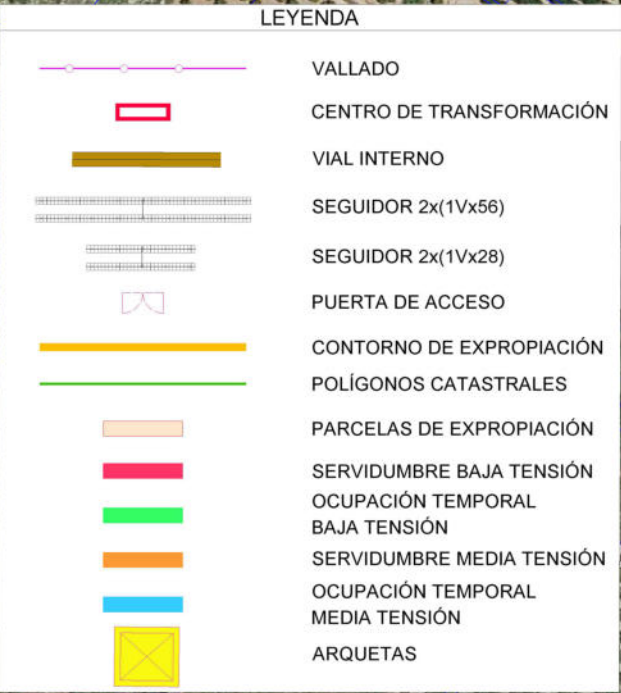 LEYENDA
VALLADO
CENTRO DE TRANSFORMACIÓN
VIAL INTERNO
SEGUIDOR 2x(1Vx56)
SEGUIDOR 2x(1Vx28)
PUERTA DE ACCESO
CONTORNO DE EXPROPIACIÓN
POLÍGONOS CATASTRALES
PARCELAS DE EXPROPIACIÓN
SERVIDUMBRE BAJA TENSIÓN
OCUPACIÓN TEMPORAL
BAJA TENSIÓN
SERVIDUMBRE MEDIA TENSIÓN
OCUPACIÓN TEMPORAL
MEDIA TENSIÓN
ARQUETAS